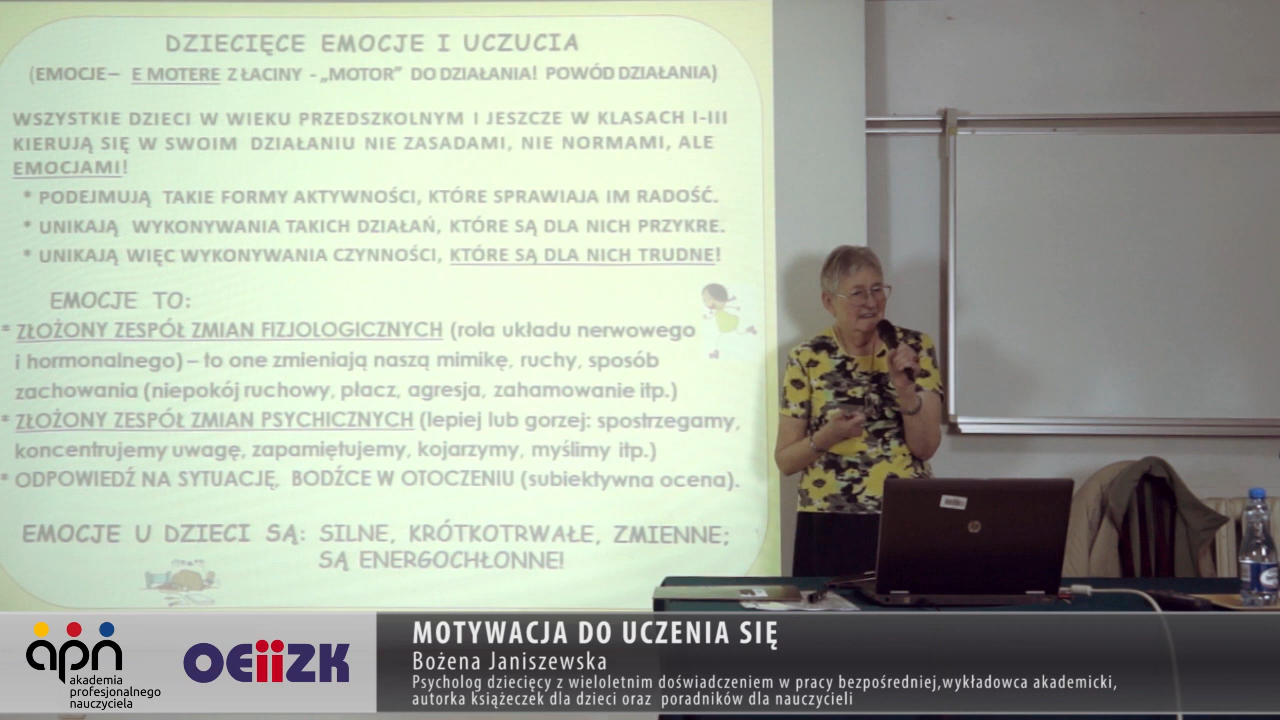 DZIECIĘCE EMOCJE I UCZUCIA
(EMOCJE– E MOTERE Z ŁACINY - „MOTOR” DO DZIAŁANIA! POWÓD DZIAŁANIA)
WSZYSTKIE DZIECI W WIEKU PRZEDSZKOLNYM I JESZCZE W KLASACH I-III
KIERUJĄ SIĘ W SWOIM DZIAŁANIU NIE ZASADAMI, NIE NORMAMI, ALE
EMOCJAMI!
* PODEJMUJĄ TAKIE FORMY AKTYWNOŚCI, KTÓRE SPRAWIAJA IM RADOŚĆ.
* UNIKAJĄ WYKONYWANIA TAKICH DZIAŁAŃ, KTÓRE SĄ DLA NICH PRZYKRE.
* UNIKAJĄ WIĘC WYKONYWANIA CZYNNOŚCI, KTÓRE SĄ DLA NICH TRUDNE!
EMOCJE TO:
* ZŁOŻONY ZESPÓŁ ZMIAN FIZJOLOGICZNYCH (rola układu nerwowego
i hormonalnego) – to one zmieniają naszą mimikę, ruchy, sposób
zachowania (niepokój ruchowy, płacz, agresja, zahamowanie itp.)
* ZŁOŻONY ZESPÓŁ ZMIAN PSYCHICZNYCH (lepiej lub gorzej: spostrzegamy,
koncentrujemy uwagę, zapamiętujemy, kojarzymy, myślimy itp.)
* ODPOWIEDŹ NA SYTUACJĘ, BODŹCE W OTOCZENIU (subiektywna ocena).
EMOCJE U DZIECI SĄ: SILNE, KRÓTKOTRWAŁE, ZMIENNE;
SĄ ENERGOCHŁONNE!
hp
apn
akademia
profesjonalnego
nauczyciela
OEiiZK
MOTYWACJA DO UCZENIA SIĘ
Bożena Janiszewska
Psycholog dziecięcy z wieloletnim doświadczeniem w pracy bezpośredniej,wykładowca akademicki,
autorka książeczek dla dzieci oraz poradników dla nauczycieli